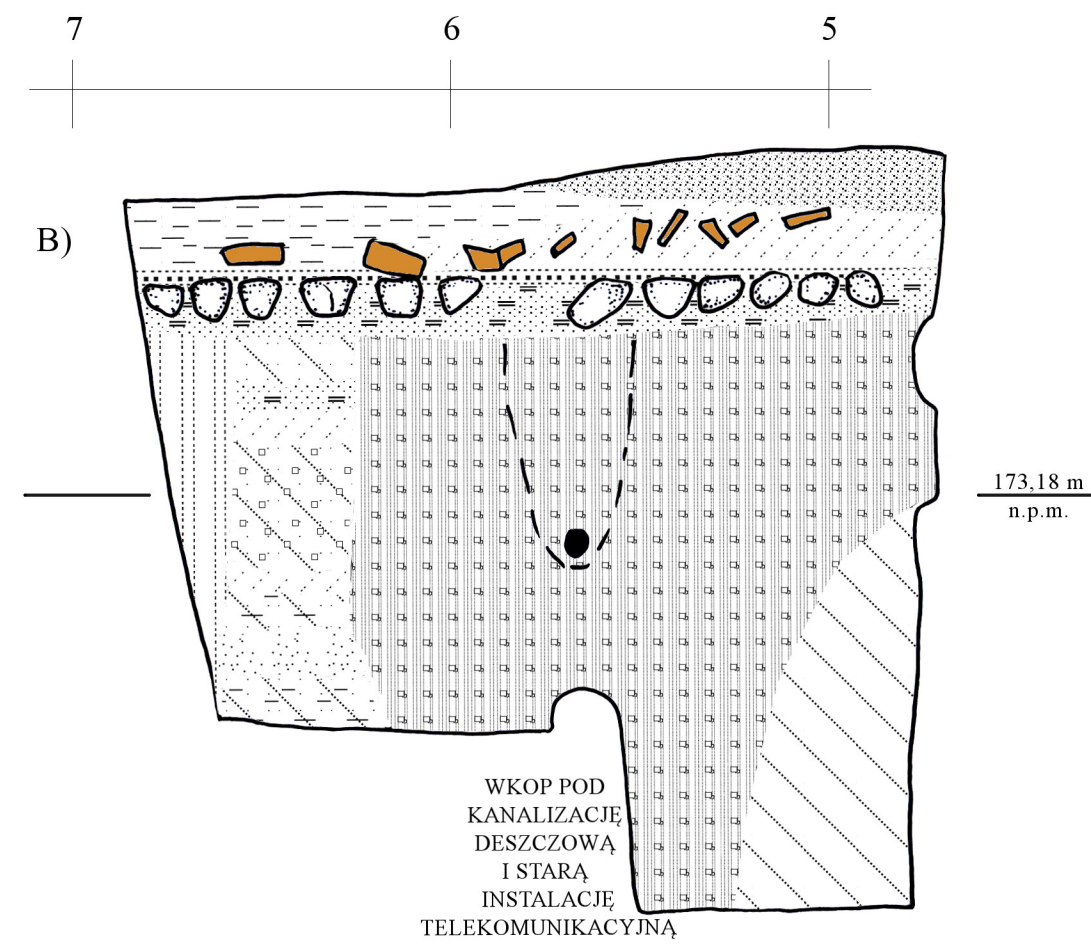 7 6 5
B)
173,18 m
n.p.m.
WKOP POD
KANALIZACJĘ
DESZCZOWĄ
I STARĄ
INSTALACJĘ
TELEKOMUNIKACYJNĄ